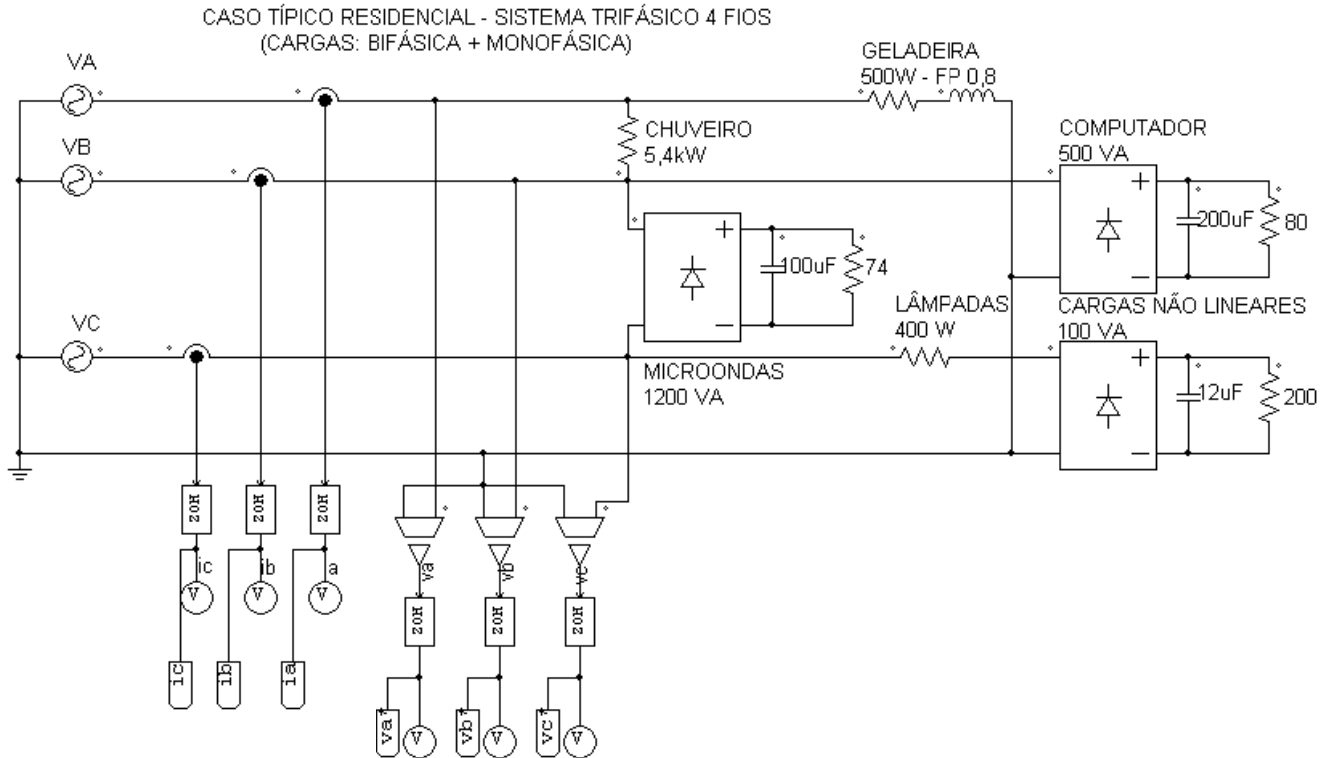 CASO TÍPICO RESIDENCIAL - SISTEMA TRIFÁSICO 4 FIOS
(CARGAS: BIFÁSICA + MONOFÁSICA)
VA
GELADEIRA
500W - FP 0,8
CHUVEIRO
5,4kW
COMPUTADOR
500 VA
VB
+
200uF
80
-
+
100uF
74
-
LÂMPADAS
400 W
CARGAS NÃO LINEARES
100 VA
VC
MICROONDAS
1200 VA
+
12uF
200
-
ZOH
ZOH
ZOH
ic
ib
a
V
V
V
va
vb
vc
ZOH
ZOH
ZOH
ic
ib
ia
va*
vb*
vc*
V
V
V